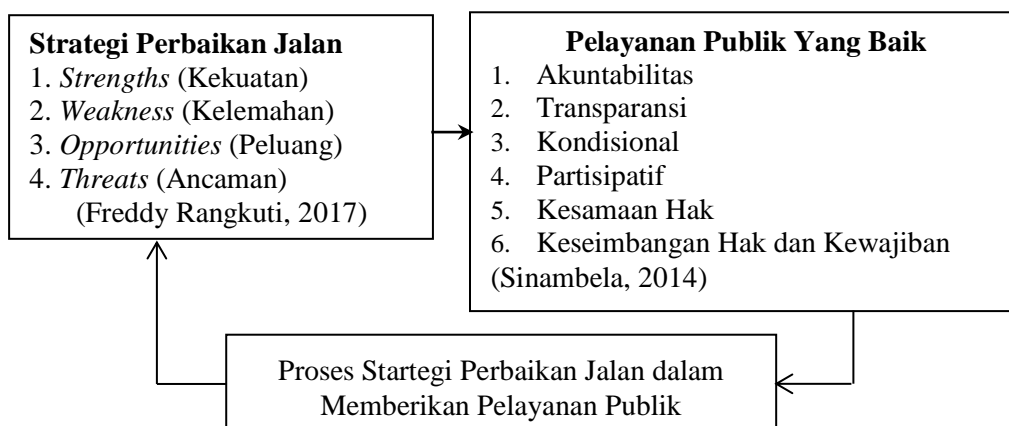 Strategi Perbaikan Jalan
1. Strengths (Kekuatan)
2. Weakness (Kelemahan)
3. Opportunities (Peluang)
4. Threats (Ancaman)
(Freddy Rangkuti, 2017)
Pelayanan Publik Yang Baik
1. Akuntabilitas
2. Transparansi
3. Kondisional
4. Partisipatif
5. Kesamaan Hak
6. Keseimbangan Hak dan Kewajiban
(Sinambela, 2014)
Proses Startegi Perbaikan Jalan dalam
Memberikan Pelayanan Publik